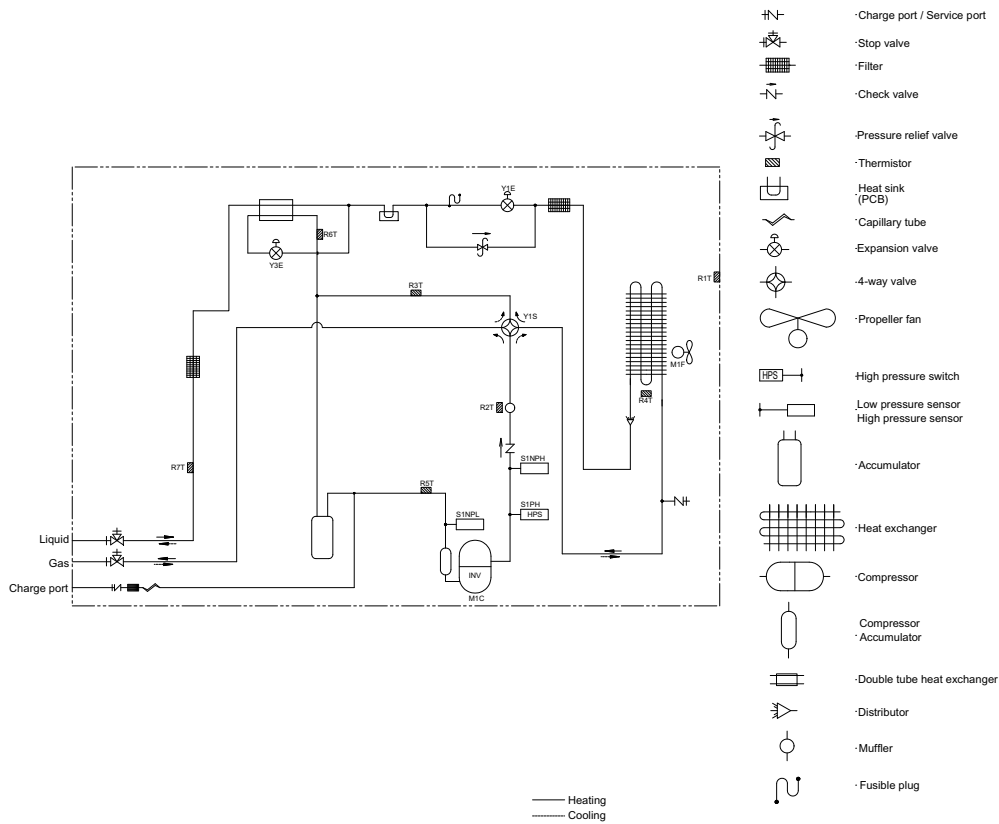 ·Charge port / Service port
·Stop valve
·Filter
·Check valve
·Pressure relief valve
·Thermistor
·Heat sink
(PCB)
·Capillary tube
·Expansion valve
·4-way valve
·Propeller fan
HPS
·High pressure switch
·Low pressure sensor
High pressure sensor
·Accumulator
·Heat exchanger
·Compressor
Compressor
·Accumulator
·Double tube heat exchanger
·Distributor
·Muffler
·Fusible plug
Y1E
R6T
Y3E
R1T
R3T
Y1S
M1F
R4T
R2T
S1NPH
R7T
R5T
S1PH
HPS
S1NPL
Liquid
Gas
INV
Charge port
M1C
Heating
Cooling